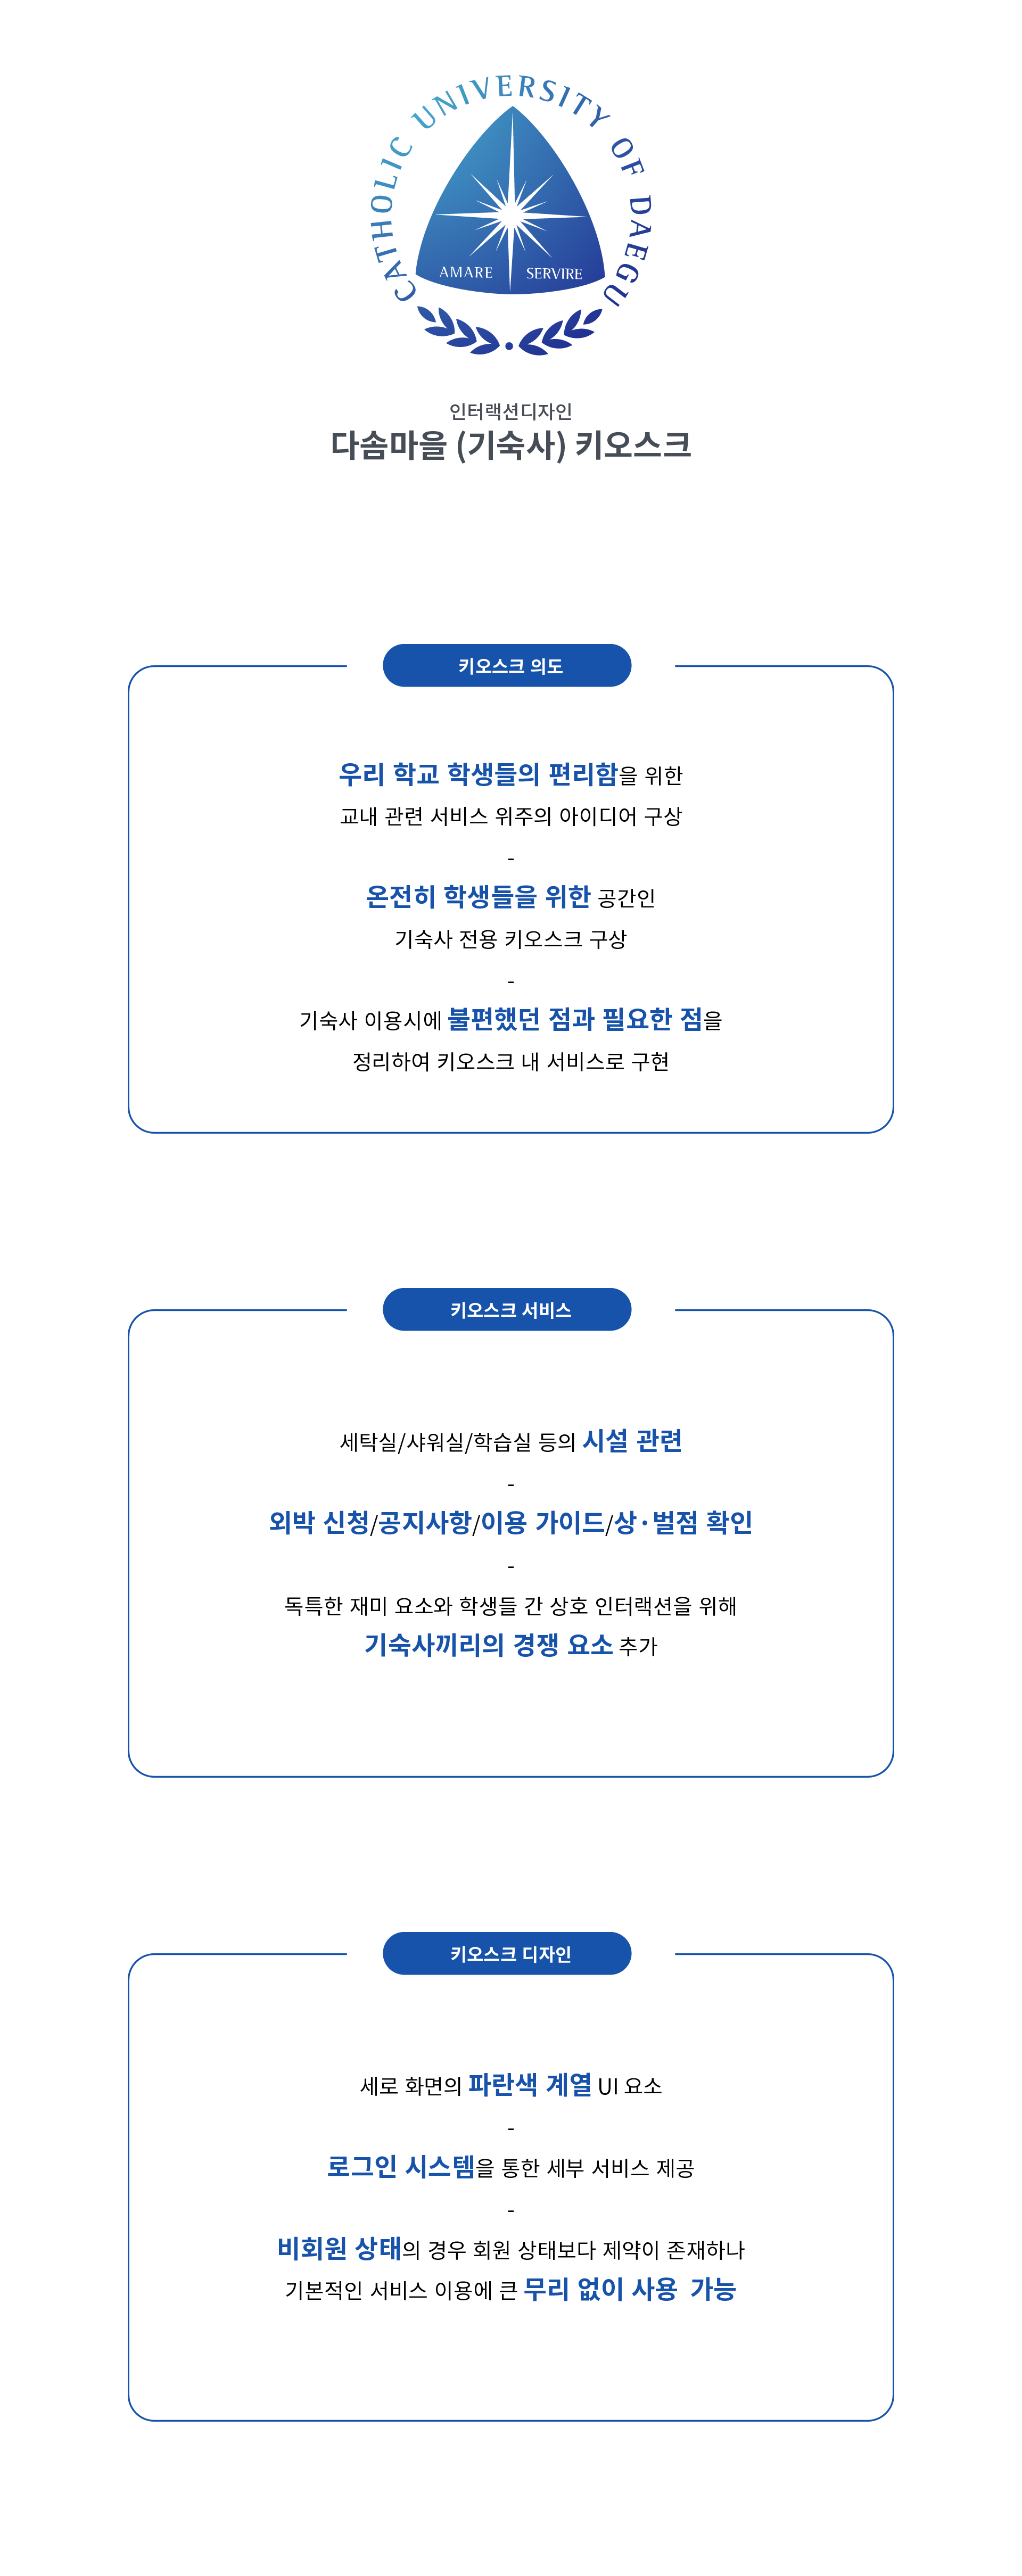 CATHOLIC UNIVERSITY OF DAEGU
AMARE SERVIRE
인터랙션디자인
다솜마을 (기숙사) 키오스크
키오스크 의도
우리 학교 학생들의 편리함을 위한
교내 관련 서비스 위주의 아이디어 구상
-
온전히 학생들을 위한 공간인
기숙사 전용 키오스크 구상
-
기숙사 이용시에 불편했던 점과 필요한 점을
정리하여 키오스크 내 서비스로 구현
키오스크 서비스
세탁실/샤워실/학습실 등의 시설 관련
-
외박 신청/공지사항/이용 가이드/상·벌점 확인
-
독특한 재미 요소와 학생들 간 상호 인터랙션을 위해
기숙사끼리의 경쟁 요소 추가
키오스크 디자인
세로 화면의 파란색 계열 UI 요소
-
로그인 시스템을 통한 세부 서비스 제공
-
비회원 상태의 경우 회원 상태보다 제약이 존재하나
기본적인 서비스 이용에 큰 무리 없이 사용 가능